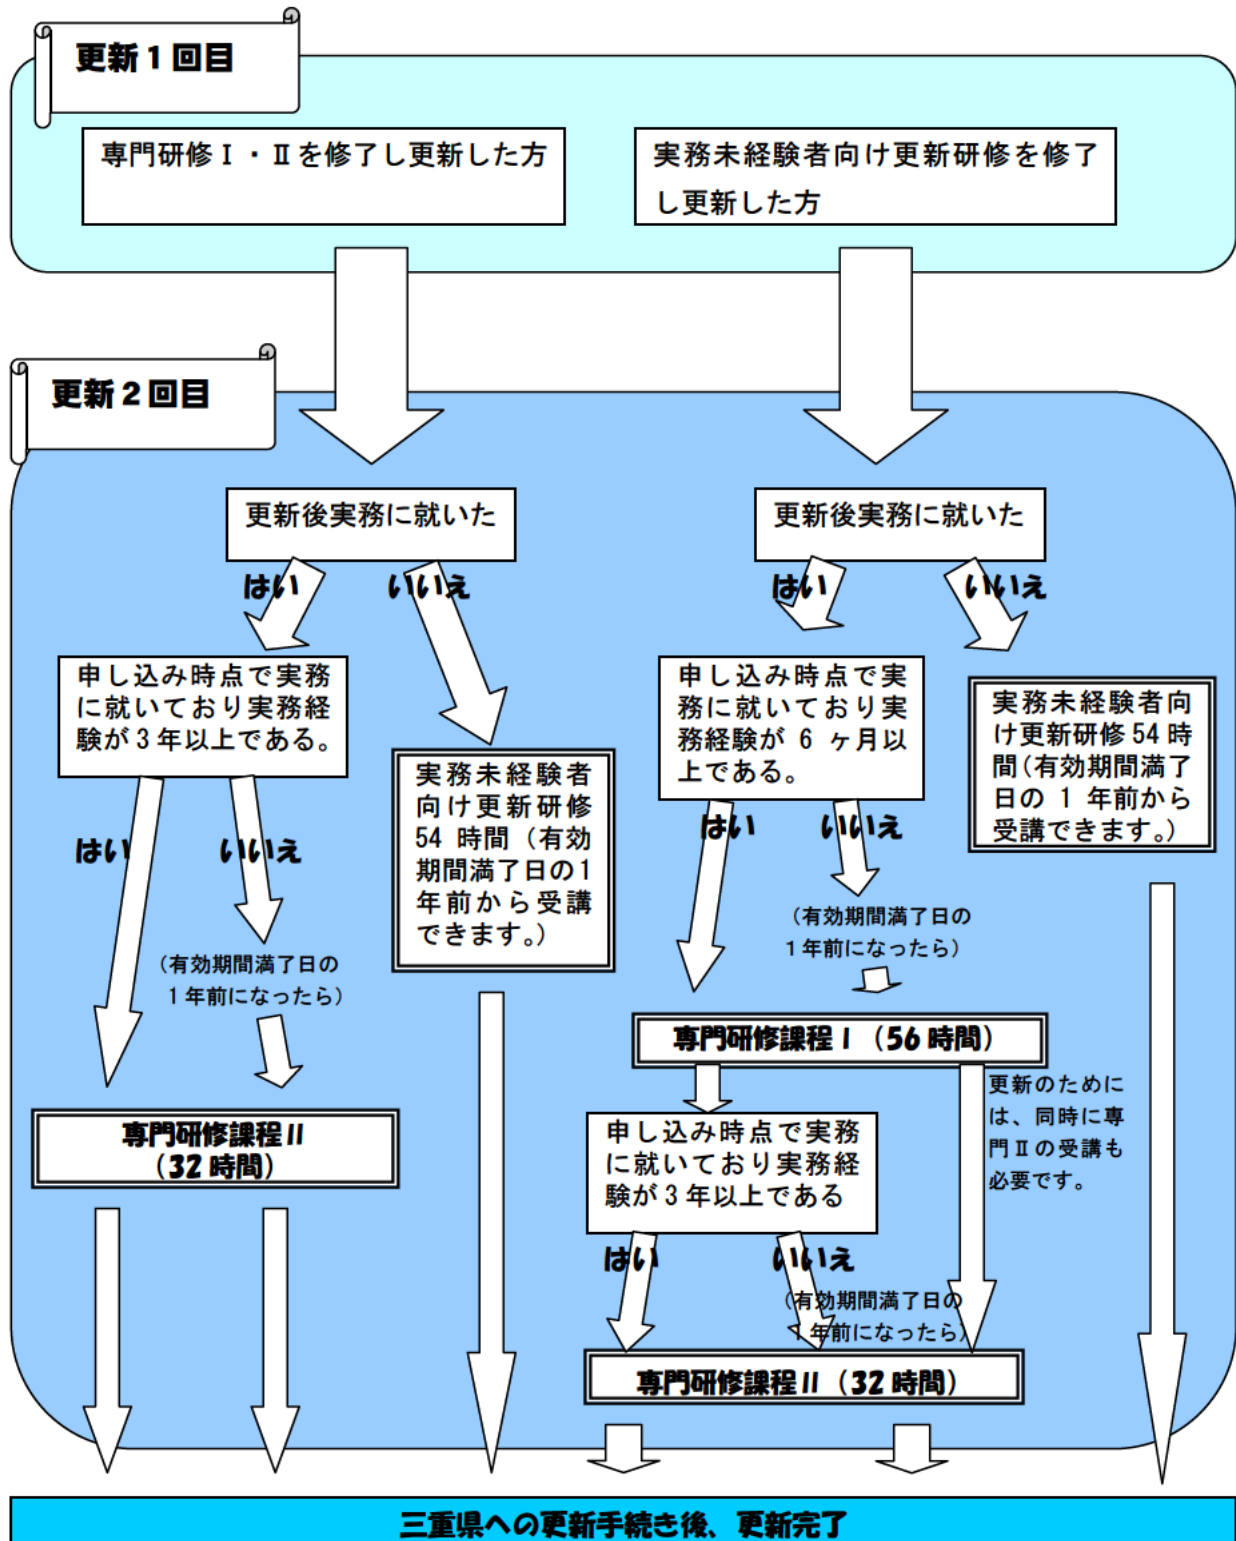 更新１回目
専門研修Ⅰ・Ⅱを修了し更新した方
実務未経験者向け更新研修を修了
し更新した方
更新２回目
更新後実務に就いた
はい
いいえ
申し込み時点で実務
に就いており実務経
験が３年以上である。
はい
いいえ
（有効期間満了日の
１年前になったら）
実務未経験者
向け更新研修
54 時間（有効
期間満了日の１
年前から受講
できます。）
専門研修課程Ⅱ
（32 時間）
更新後実務に就いた
はい
いいえ
申し込み時点で実
務に就いており実
務経験が 6 ヶ月以
上である。
はい
いいえ
（有効期間満了日の
１年前になったら）
実務未経験者向
け更新研修 54 時
間（有効期間満了
日の 1 年前から
受講できます。）
専門研修課程Ⅰ（56 時間）
更新のために
は、同時に専
門Ⅱの受講も
必要です。
申し込み時点で実務
に就いており実務経
験が３年以上である
はい
いいえ
（有効期間満了日の
１年前になったら）
専門研修課程Ⅱ（32 時間）
三重県への更新手続き後、更新完了